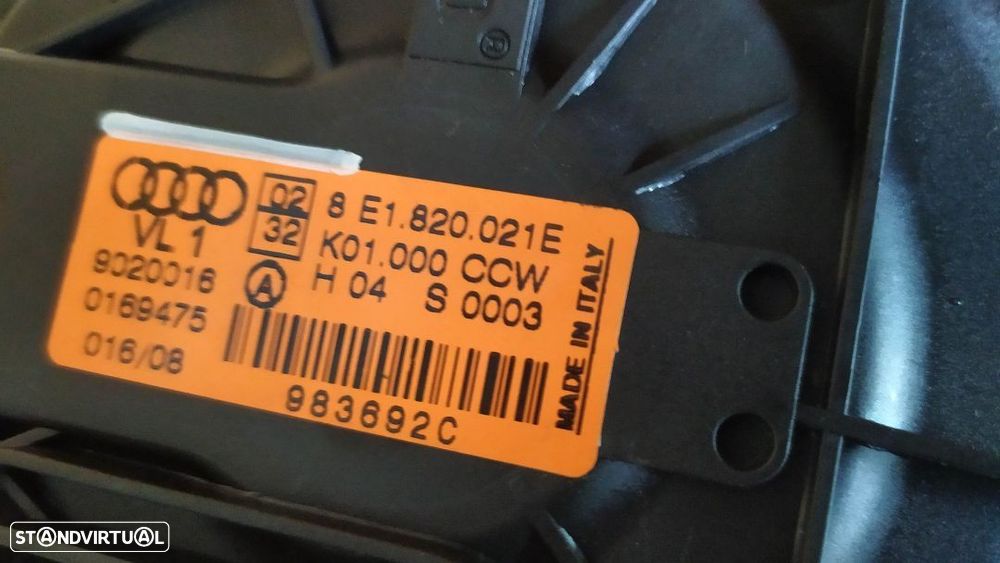 02
32
8 E1.820.021E
K01.000 CCW
H 04 S 0003
VL 1
9020016
0169475
016/08
A
983692C
MADE IN ITALY
STANDVIRTUAL